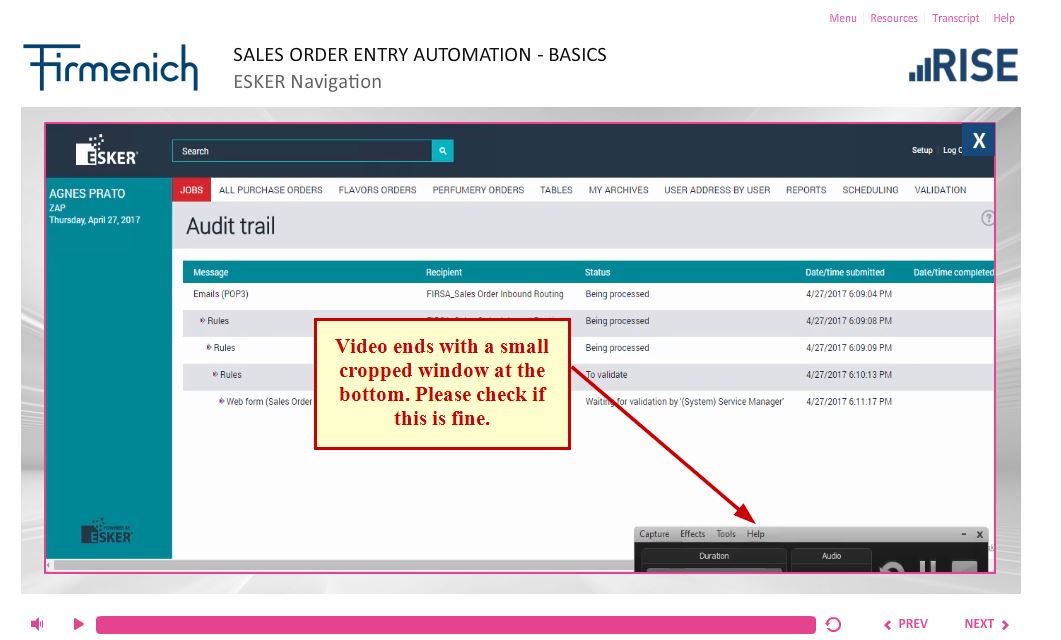 Menu Resources Transcript Help
Firmenich
SALES ORDER ENTRY AUTOMATION - BASICS
ESKER Navigation
RISE
ESKER
Search
Setup Log
X
AGNES PRATO
ZAP
Thursday, April 27, 2017
JOBS ALL PURCHASE ORDERS FLAVORS ORDERS PERFUMERY ORDERS TABLES MY ARCHIVES USER ADDRESS BY USER REPORTS SCHEDULING VALIDATION
Audit trail
?
Message Recipient Status Date/time submitted Date/time completed
Emails (POP3) FIRSA_Sales Order Inbound Routing Being processed 4/27/2017 6:09:04 PM
Rules Being processed 4/27/2017 6:09:08 PM
Rules Being processed 4/27/2017 6:09:09 PM
Rules To validate 4/27/2017 6:10:13 PM
Web form (Sales Order Waiting for validation by '(System) Service Manager' 4/27/2017 6:11:17 PM
Video ends with a small
cropped window at the
bottom. Please check if
this is fine.
POWERED BY
ESKER
Capture Effects Tools Help - X
Duration Audio
PREV NEXT